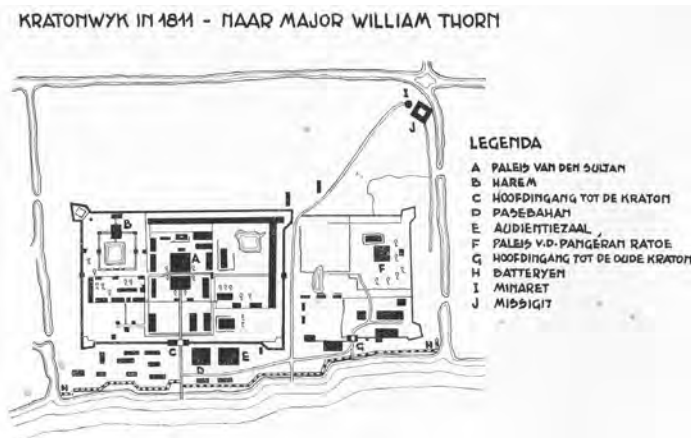 KRATONWYK IN 1811 - NAAR MAJOR WILLIAM THORN
I
J
LEGENDA
A PALEIS VAN DEN SULTAN
B HAREM
C HOOFDINGANG TOT DE KRATON
D PASEBAHAN
E AUDIENTIEZAAL
F PALEIS V.D. PANGERAN RATOE
G HOOFDINGANG TOT DE OUDE KRATON
H BATTERYEN
I MINARET
J MISSIGIT
B
A
F
C
D
E
G
H
H